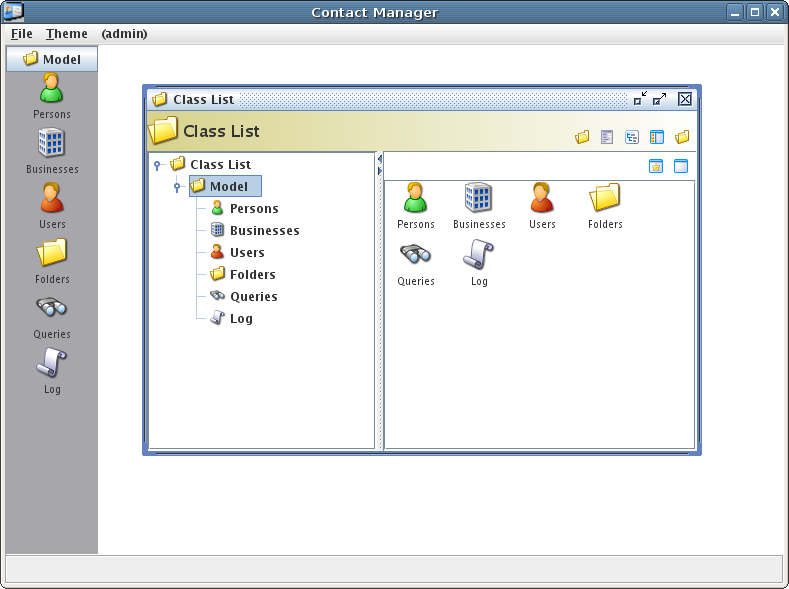 Contact Manager
File Theme (admin)
Model
Persons
Businesses
Users
Folders
Queries
Log
Class List
Class List
Class List
Model
Persons
Businesses
Users
Folders
Queries
Log
Persons Businesses Users Folders
Queries Log